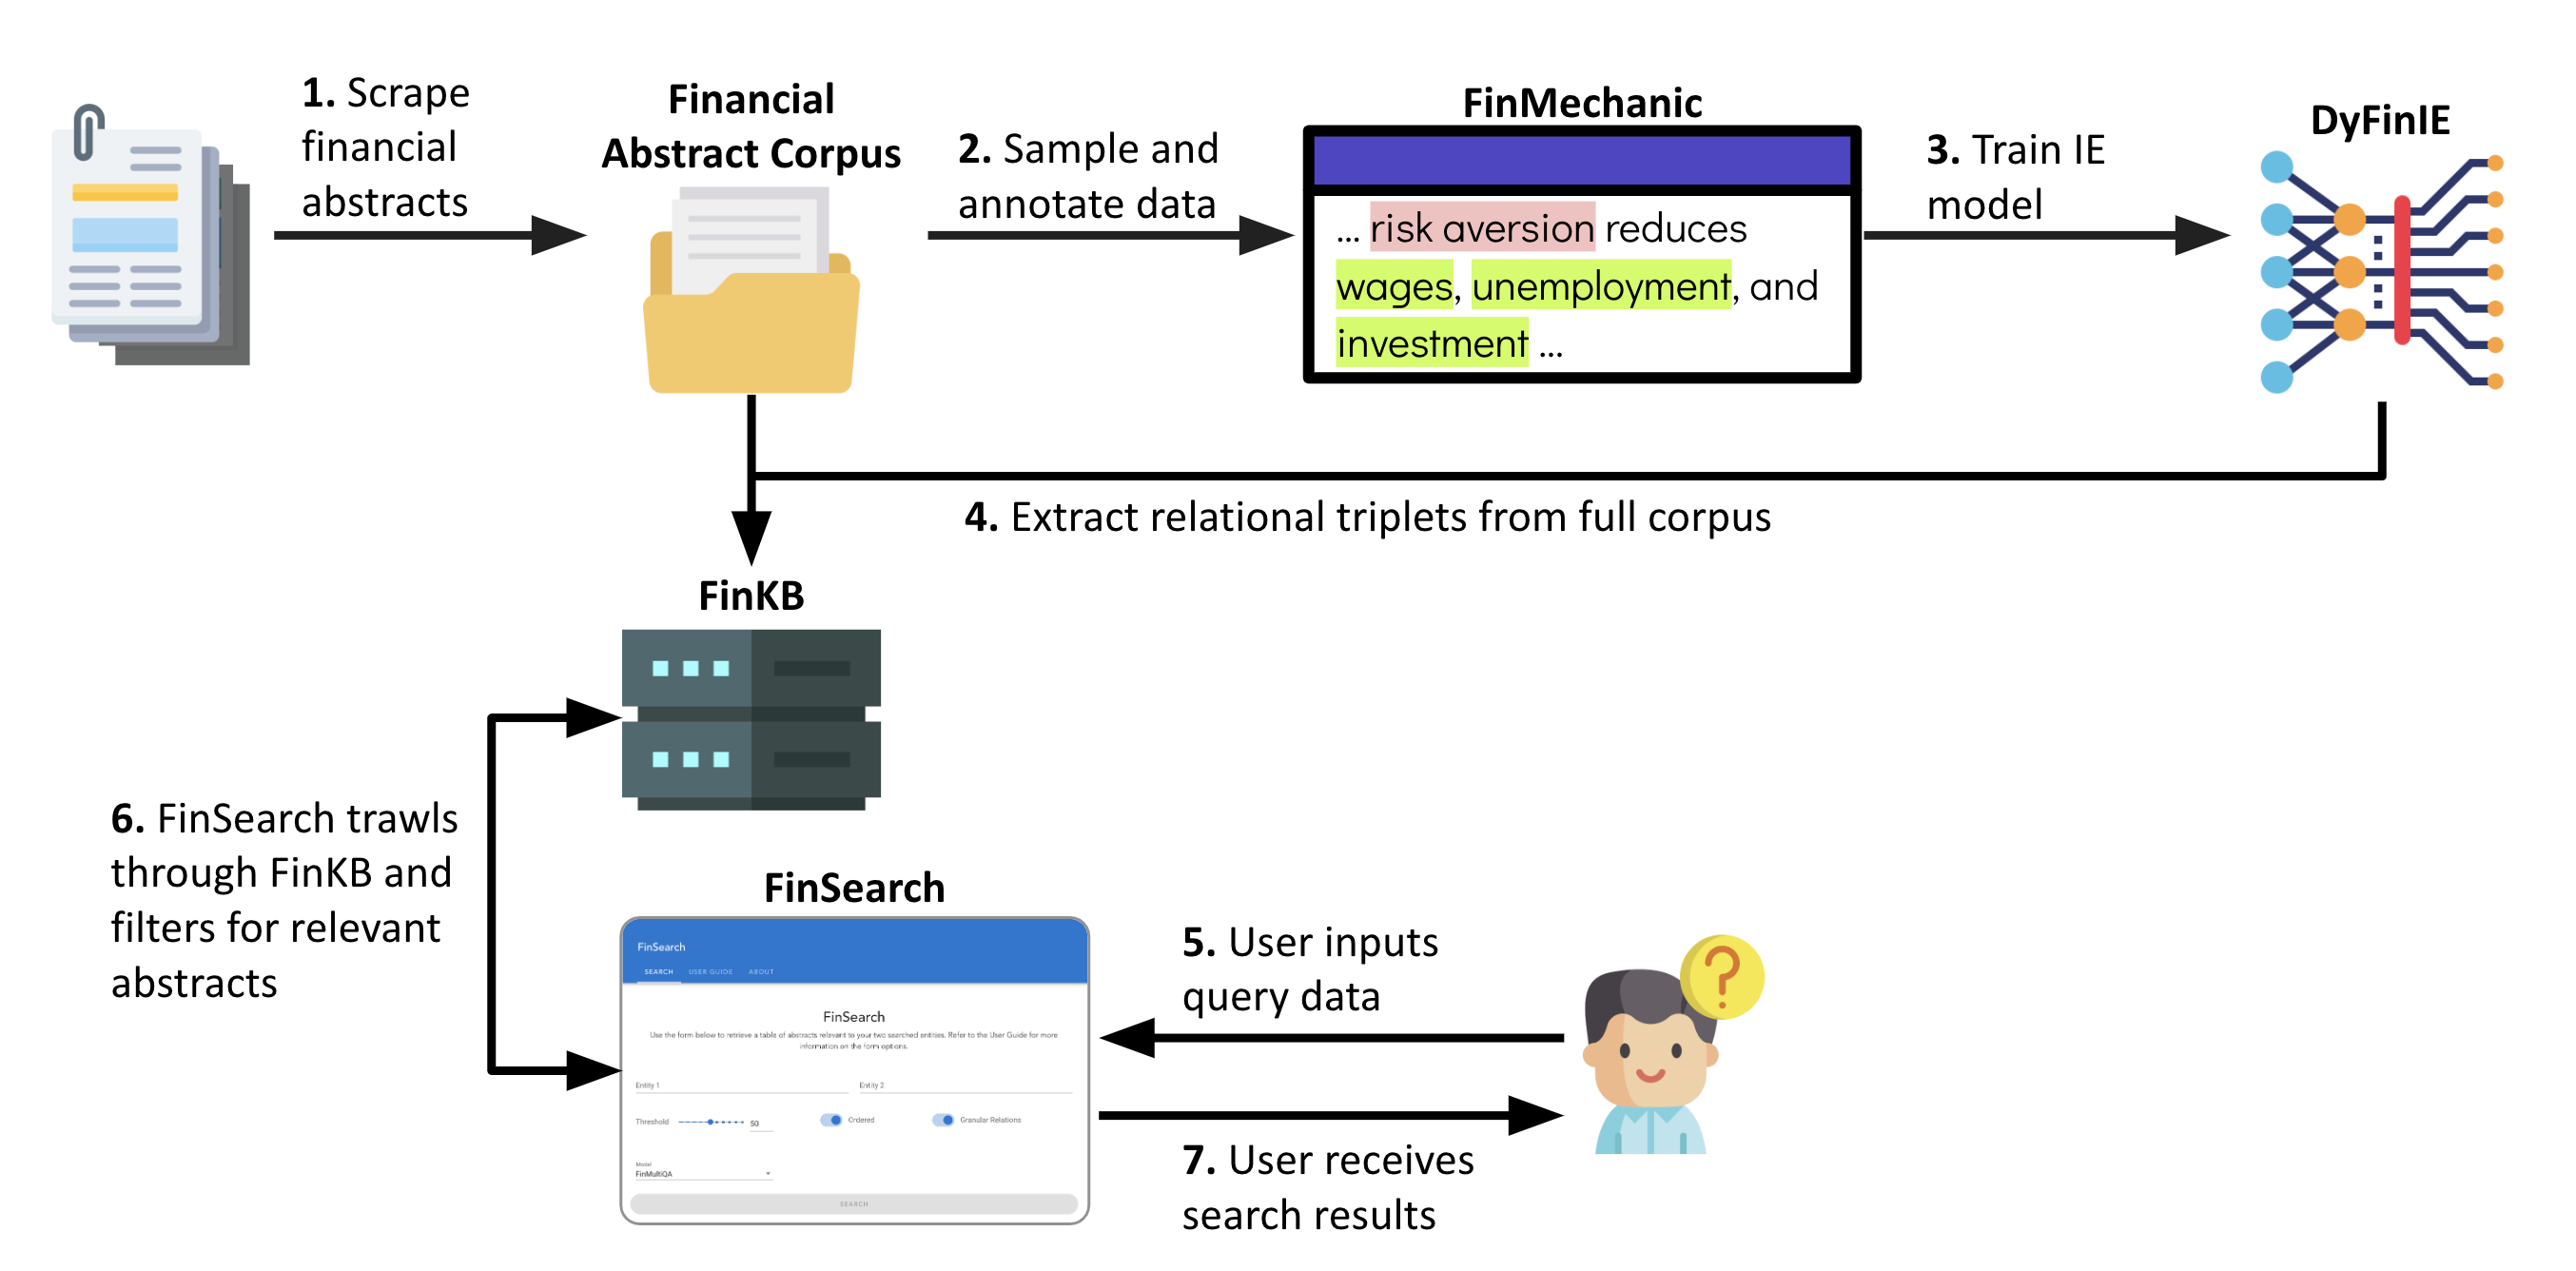 1. Scrape
financial
abstracts
Financial
Abstract Corpus
2. Sample and
annotate data
FinMechanic
... risk aversion reduces
wages, unemployment, and
investment ...
3. Train IE
model
DyFinIE
4. Extract relational triplets from full corpus
FinKB
6. FinSearch trawls
through FinKB and
filters for relevant
abstracts
FinSearch
FinSearch
SEARCH USER GUIDE ABOUT
FinSearch
Use the form below to retrieve a table of abstracts relevant to your two searched entities. Refer to the User Guide for more
information on the form options.
Entity 1 Entity 2
Threshold 50 Ordered Granular Relations
Model
FinMultiQA
SEARCH
5. User inputs
query data
?
7. User receives
search results